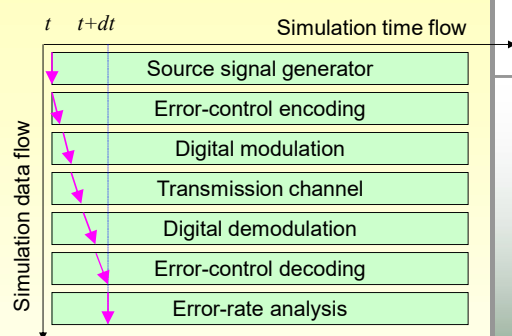 t t+dt Simulation time flow
Simulation data flow
Source signal generator
Error-control encoding
Digital modulation
Transmission channel
Digital demodulation
Error-control decoding
Error-rate analysis